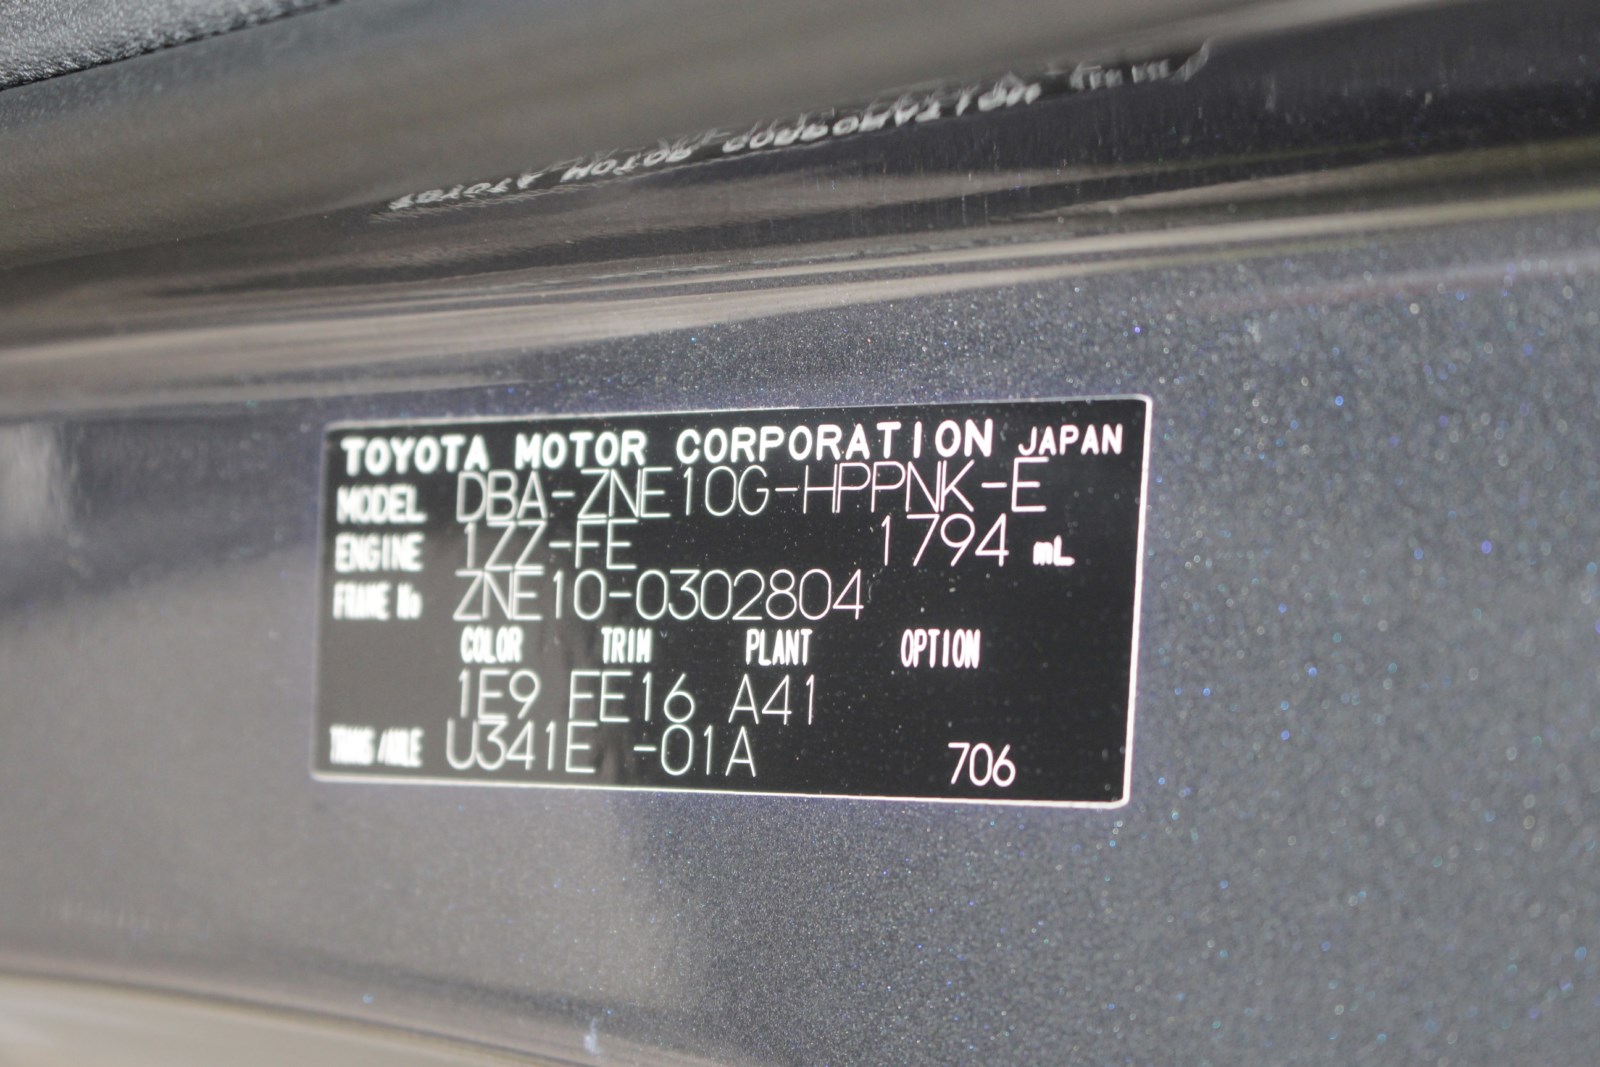 TOYOTA MOTOR CORPORATION JAPAN
MODEL DBA-ZNE10G-HPPNK-E
ENGINE 1ZZ-FE 1794 mL
FRAME No ZNE10-0302804
COLOR TRIM PLANT OPTION
1E9 FE16 A41
TRANS/AXLE U341E -01A 706